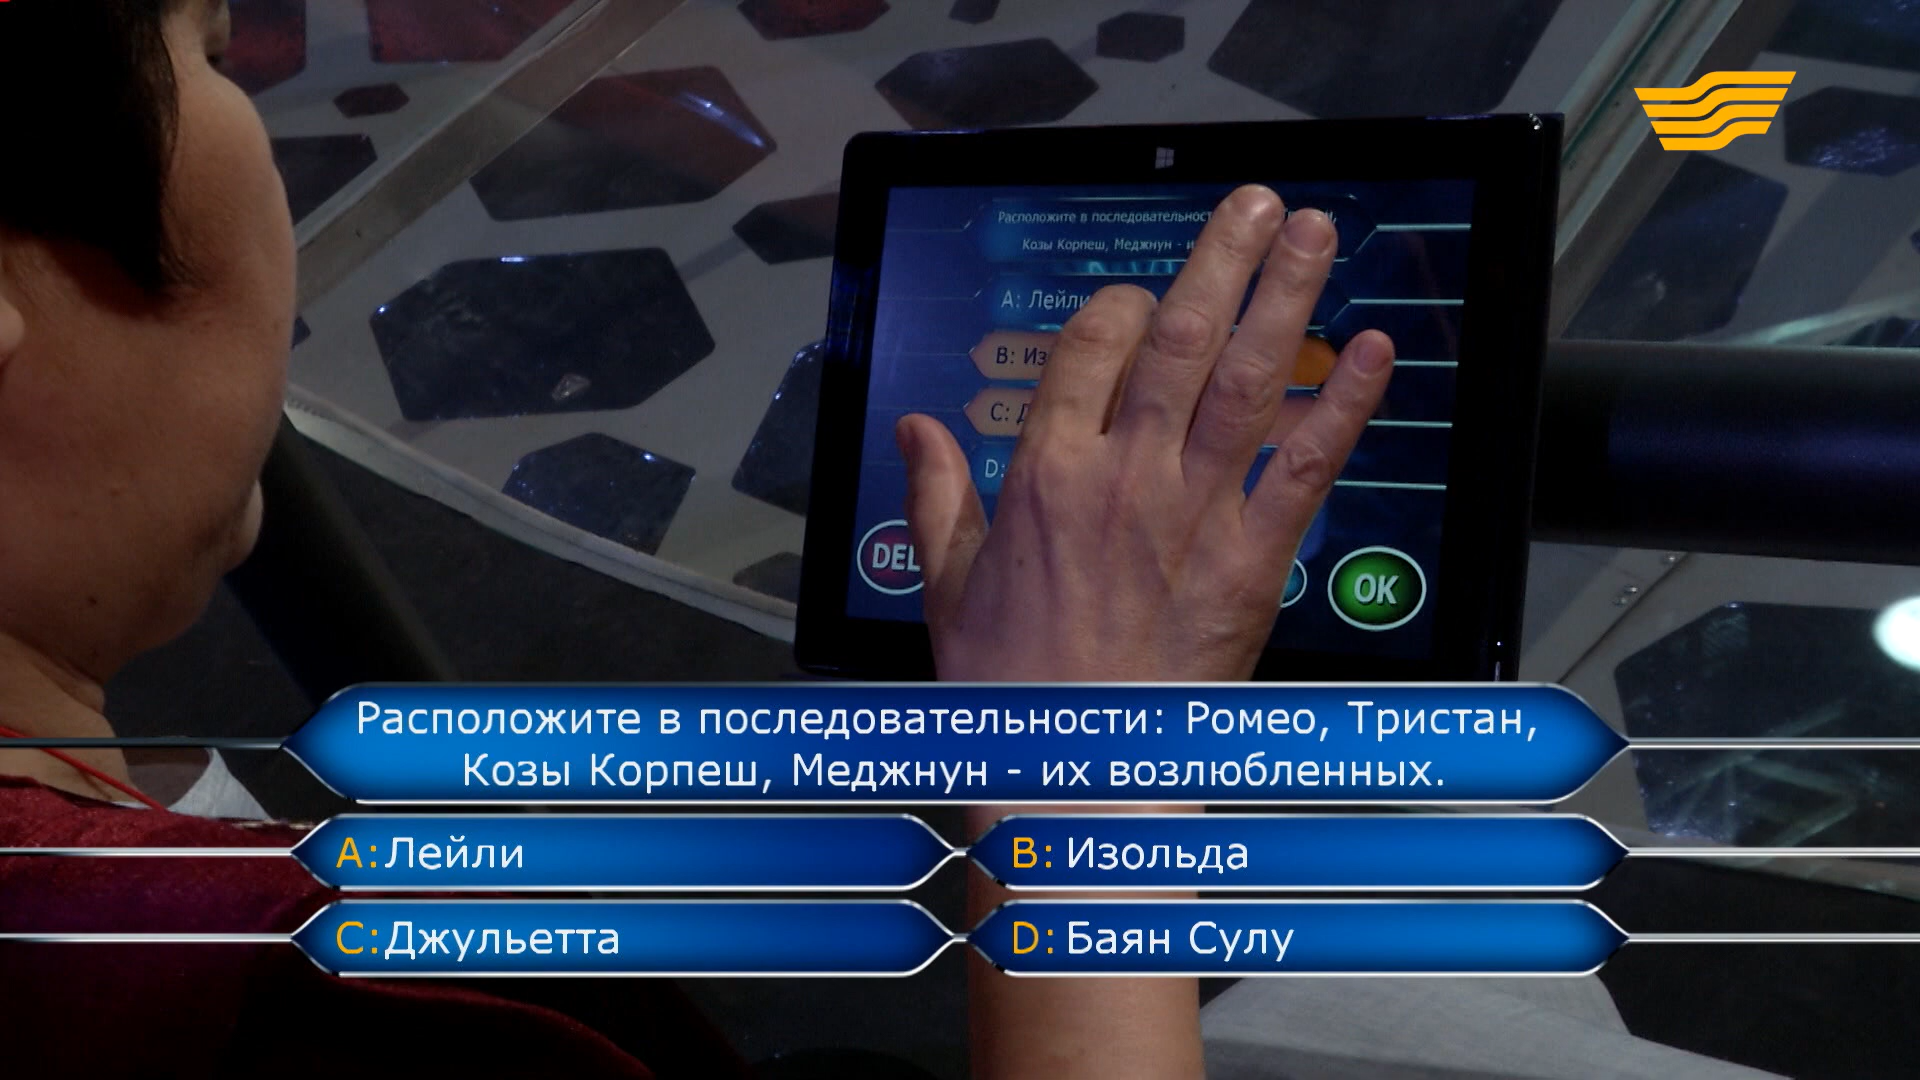 Расположите в последовательност
Козы Корпеш, Меджнун - и
А: Лейли
В: Из
С: Д
D:
DEL
OK
Расположите в последовательности: Ромео, Тристан,
Козы Корпеш, Меджнун - их возлюбленных.
A: Лейли
B: Изольда
C: Джульетта
D: Баян Сулу